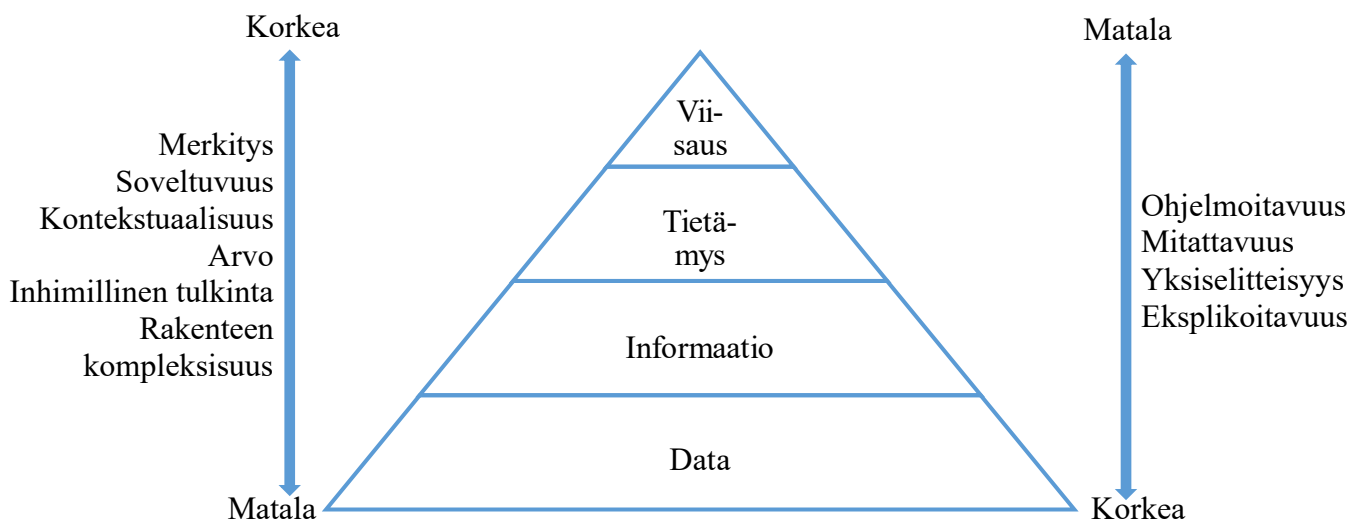 Korkea
Merkitys
Soveltuvuus
Kontekstuaalisuus
Arvo
Inhimillinen tulkinta
Rakenteen
kompleksisuus
Matala
Vii-
saus
Tietä-
mys
Informaatio
Data
Matala
Ohjelmoitavuus
Mitattavuus
Yksiselitteisyys
Eksplikoitavuus
Korkea